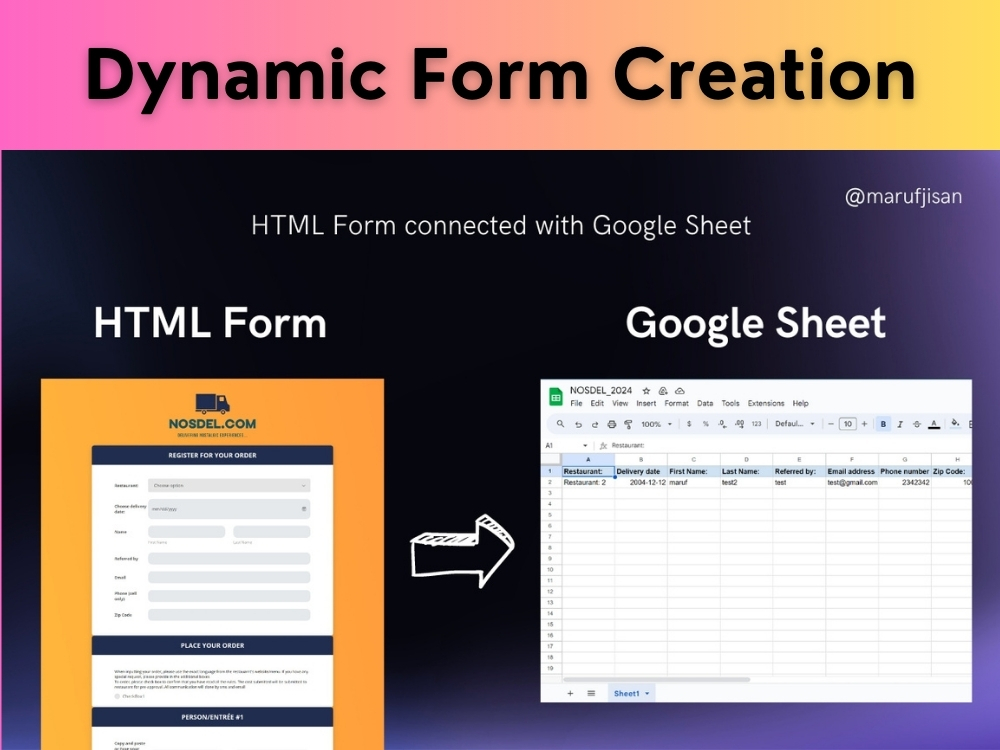 Dynamic Form Creation
@marufjisan
HTML Form connected with Google Sheet
HTML Form
Google Sheet
NOSDEL.COM
REGISTER FOR YOUR ORDER
Restaurant
Choose option
Choose delivery
date:
mm/dd/yyyy
Name
First Name
Last Name
Referred by
Email
Phone (cell
only)
Zip Code
PLACE YOUR ORDER
PERSON/ENTRÉE #1
Copy and paste
NOSDEL_2024
File Edit View Insert Format Data Tools Extensions Help
100% $ % .0 .00 123 Defaul... − 10 + B I A
A1 fx Restaurant:
A B C D E F G H
1 Restaurant: Delivery date First Name: Last Name: Referred by: Email address Phone number Zip Code:
2 Restaurant: 2 2004-12-12 maruf test2 test test@gmail.com 2342342
3
4
5
6
7
8
9
10
11
12
13
14
15
16
17
18
19
+ Sheet1